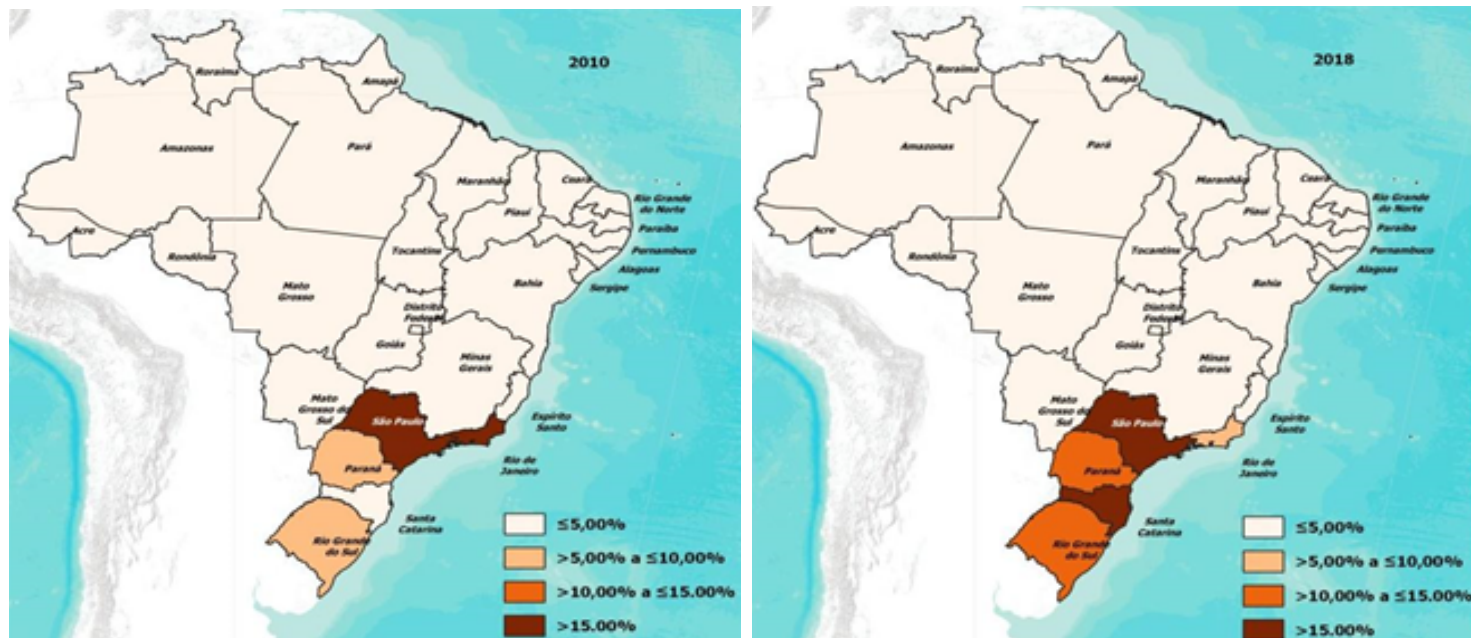 2010
Roraima
Amapá
Amazonas
Pará
Maranhão
Ceará
Rio Grande
do Norte
Piauí
Paraíba
Acre
Pernambuco
Rondônia
Tocantins
Alagoas
Sergipe
Bahia
Mato
Grosso
Distrito
Federal
Goiás
Minas
Gerais
Mato
Grosso do
Sul
São Paulo
Espírito
Santo
Rio de
Janeiro
Paraná
Santa
Catarina
Rio Grande
do Sul
≤5,00%
>5,00% a ≤10,00%
>10,00% a ≤15.00%
>15.00%
2018
Roraima
Amapá
Amazonas
Pará
Maranhão
Ceará
Rio Grande
do Norte
Piauí
Paraíba
Acre
Pernambuco
Rondônia
Tocantins
Alagoas
Sergipe
Bahia
Mato
Grosso
Distrito
Federal
Goiás
Minas
Gerais
Mato
Grosso do
Sul
São Paulo
Espírito
Santo
Rio de
Janeiro
Paraná
Santa
Catarina
Rio Grande
do Sul
≤5,00%
>5,00% a ≤10,00%
>10,00% a ≤15.00%
>15.00%